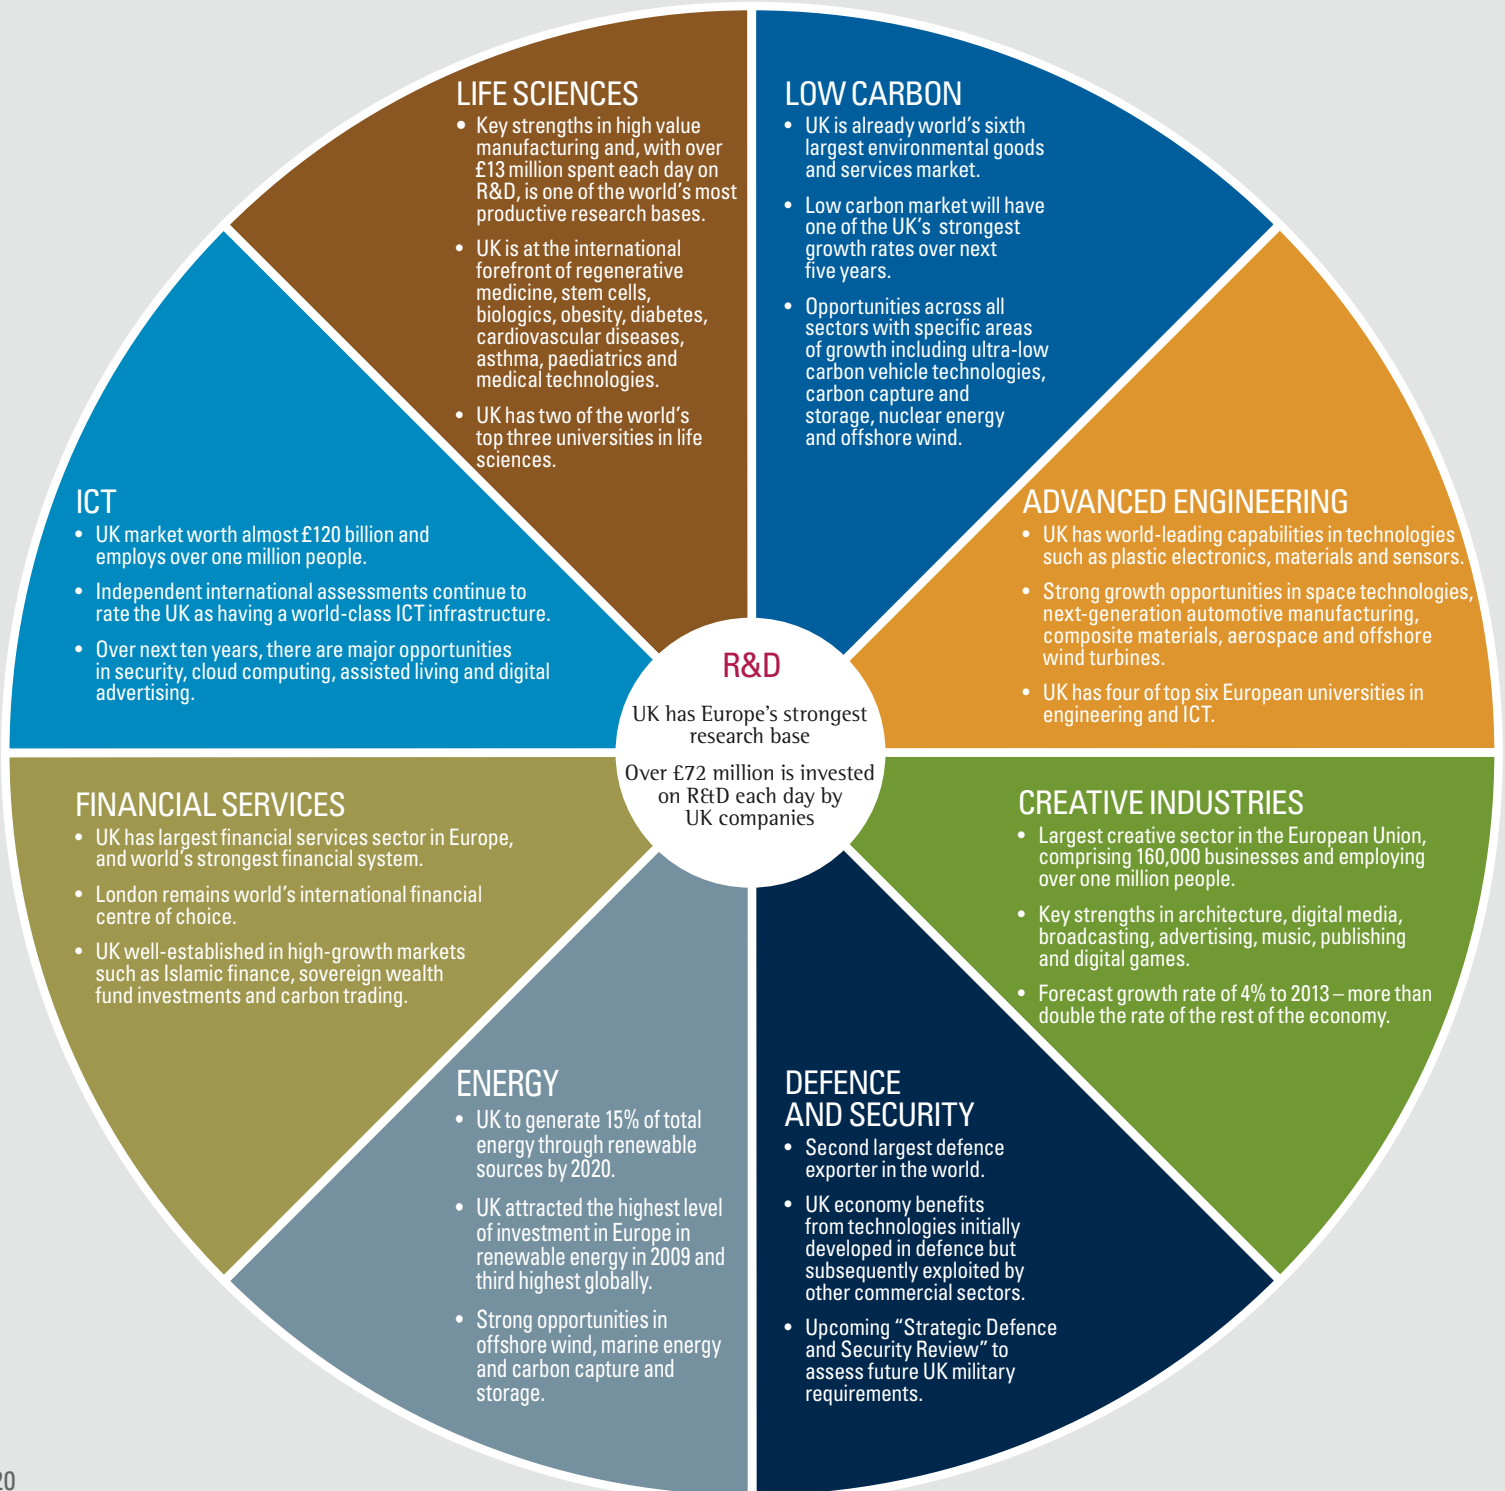 LIFE SCIENCES
• Key strengths in high value
manufacturing and, with over
£13 million spent each day on
R&D, is one of the world's most
productive research bases.
• UK is at the international
forefront of regenerative
medicine, stem cells,
biologics, obesity, diabetes,
cardiovascular diseases,
asthma, paediatrics and
medical technologies.
• UK has two of the world's
top three universities in life
sciences.
LOW CARBON
• UK is already world's sixth
largest environmental goods
and services market.
• Low carbon market will have
one of the UK's strongest
growth rates over next
five years.
• Opportunities across all
sectors with specific areas
of growth including ultra-low
carbon vehicle technologies,
carbon capture and
storage, nuclear energy
and offshore wind.
ICT
• UK market worth almost £120 billion and
employs over one million people.
• Independent international assessments continue to
rate the UK as having a world-class ICT infrastructure.
• Over next ten years, there are major opportunities
in security, cloud computing, assisted living and digital
advertising.
ADVANCED ENGINEERING
• UK has world-leading capabilities in technologies
such as plastic electronics, materials and sensors.
• Strong growth opportunities in space technologies,
next-generation automotive manufacturing,
composite materials, aerospace and offshore
wind turbines.
• UK has four of top six European universities in
engineering and ICT.
R&D
UK has Europe's strongest
research base
Over £72 million is invested
on R&D each day by
UK companies
FINANCIAL SERVICES
• UK has largest financial services sector in Europe,
and world's strongest financial system.
• London remains world's international financial
centre of choice.
• UK well-established in high-growth markets
such as Islamic finance, sovereign wealth
fund investments and carbon trading.
CREATIVE INDUSTRIES
• Largest creative sector in the European Union,
comprising 160,000 businesses and employing
over one million people.
• Key strengths in architecture, digital media,
broadcasting, advertising, music, publishing
and digital games.
• Forecast growth rate of 4% to 2013 – more than
double the rate of the rest of the economy.
ENERGY
• UK to generate 15% of total
energy through renewable
sources by 2020.
• UK attracted the highest level
of investment in Europe in
renewable energy in 2009 and
third highest globally.
• Strong opportunities in
offshore wind, marine energy
and carbon capture and
storage.
DEFENCE
AND SECURITY
• Second largest defence
exporter in the world.
• UK economy benefits
from technologies initially
developed in defence but
subsequently exploited by
other commercial sectors.
• Upcoming “Strategic Defence
and Security Review” to
assess future UK military
requirements.
20